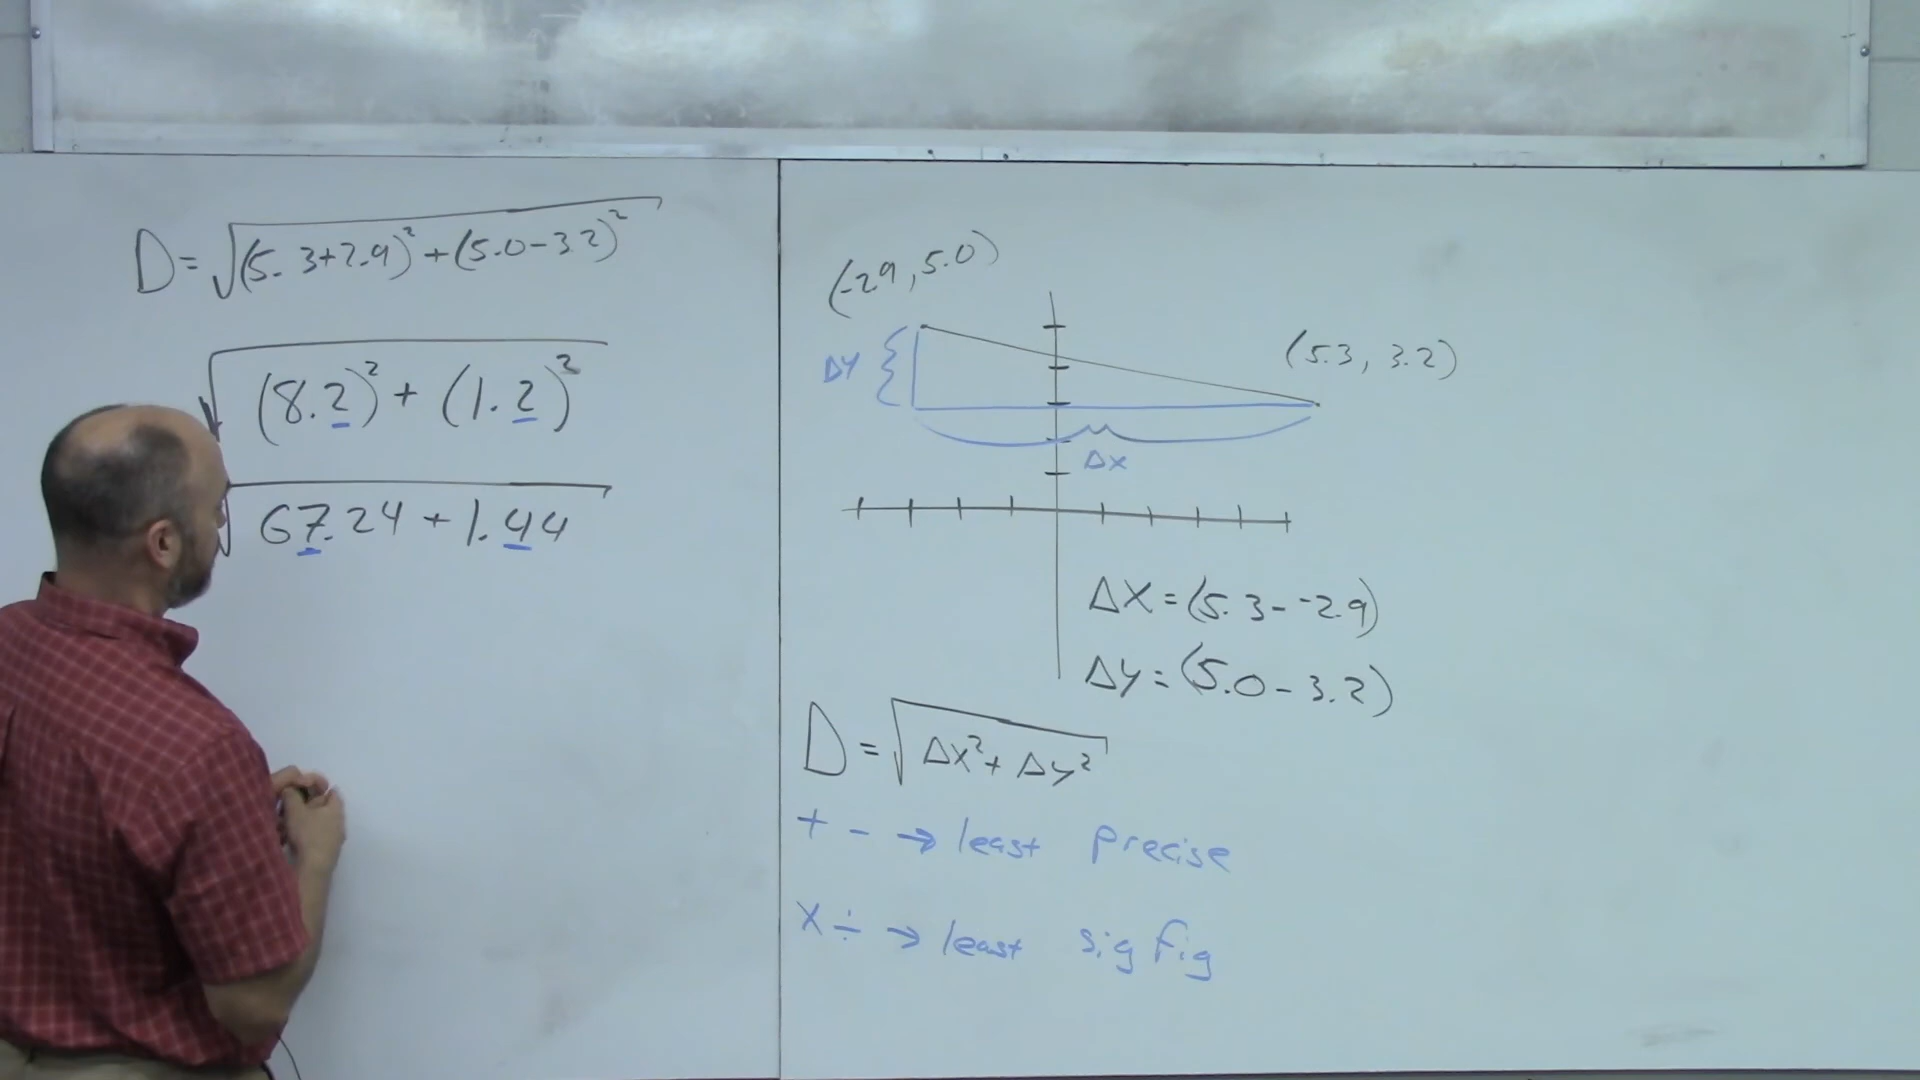 D=√(5.3+2.9)²+(5.0-3.2)²
√(8.2)²+(1.2)²
√67.24+1.44
(-2.9,5.0)
(5.3, 3.2)
ΔY
Δx
ΔX=(5.3--2.9)
Δy=(5.0-3.2)
D=√Δx²+Δy²
+ - → least precise
x ÷ → least sig fig